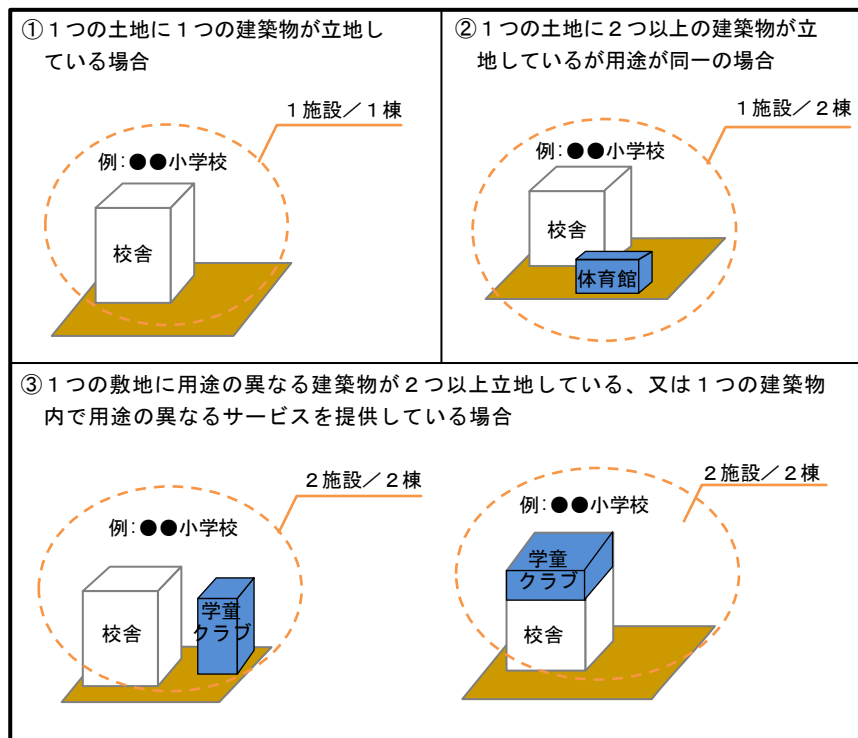 ①１つの土地に１つの建築物が立地し
ている場合
１施設／１棟
例：●●小学校
校舎
②１つの土地に２つ以上の建築物が立
地しているが用途が同一の場合
１施設／２棟
例：●●小学校
校舎
体育館
③１つの敷地に用途の異なる建築物が２つ以上立地している、又は１つの建築物
内で用途の異なるサービスを提供している場合
２施設／２棟
例：●●小学校
校舎
学童
クラブ
２施設／２棟
例：●●小学校
学童
クラブ
校舎